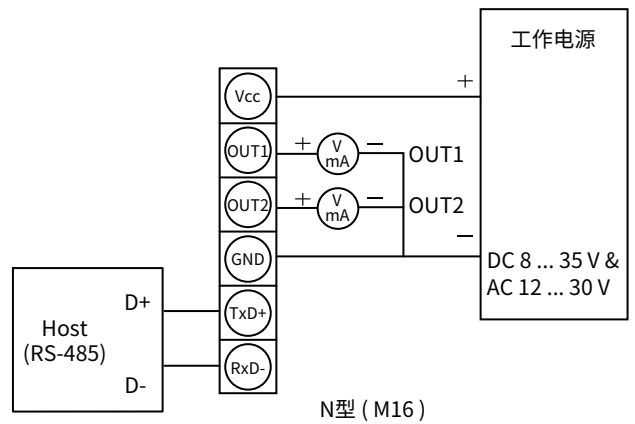 工作电源
+
Vcc
OUT1
+
V
mA
−
OUT1
OUT2
+
V
mA
−
OUT2
GND
−
DC 8 ... 35 V &
AC 12 ... 30 V
Host
(RS-485)
D+
D-
TxD+
RxD-
N型 ( M16 )